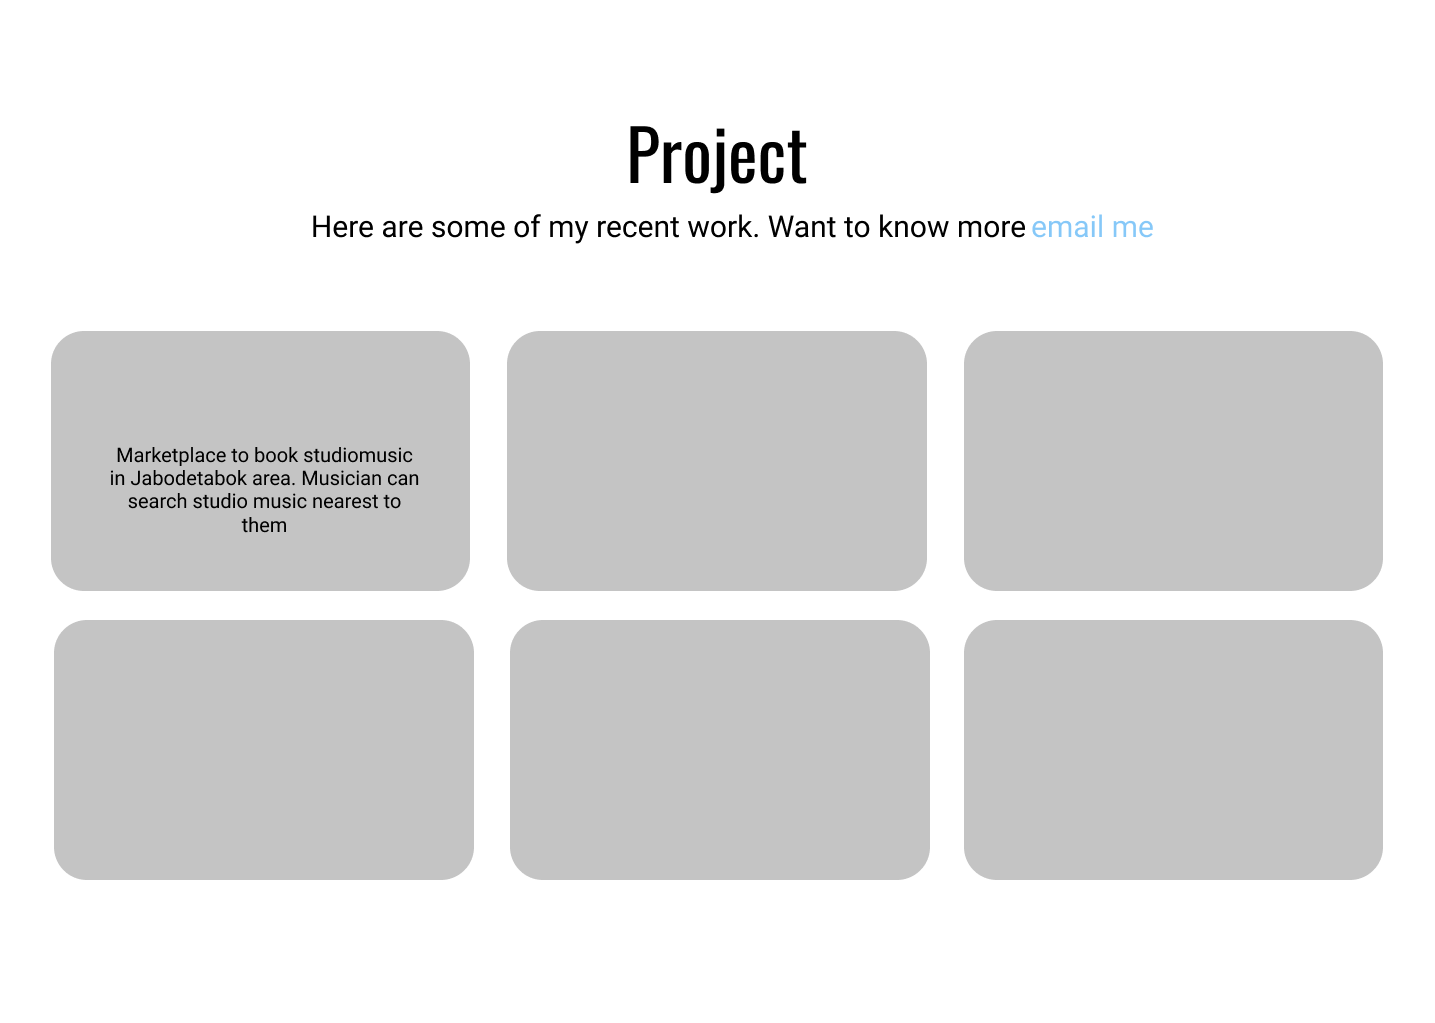 Project
Here are some of my recent work. Want to know more email me
Marketplace to book studiomusic
in Jabodetabok area. Musician can
search studio music nearest to
them